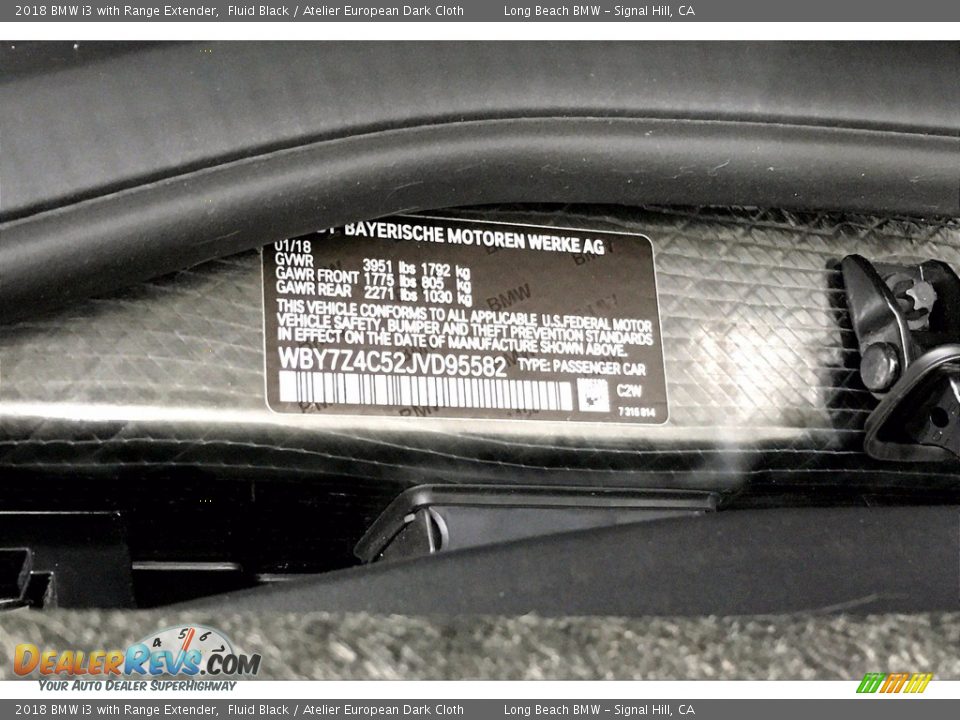 2018 BMW i3 with Range Extender, Fluid Black / Atelier European Dark Cloth Long Beach BMW - Signal Hill, CA
BAYERISCHE MOTOREN WERKE AG
01/18
GVWR 3951 lbs 1792 kg
GAWR FRONT 1775 lbs 805 kg
GAWR REAR 2271 lbs 1030 kg
THIS VEHICLE CONFORMS TO ALL APPLICABLE U.S.FEDERAL MOTOR
VEHICLE SAFETY, BUMPER AND THEFT PREVENTION STANDARDS
IN EFFECT ON THE DATE OF MANUFACTURE SHOWN ABOVE.
WBY7Z4C52JVD95582 TYPE: PASSENGER CAR
C2W
7 316 814
4 5 6
DEALERREVS.COM
YOUR AUTO DEALER SUPERHIGHWAY
2018 BMW i3 with Range Extender, Fluid Black / Atelier European Dark Cloth Long Beach BMW - Signal Hill, CA